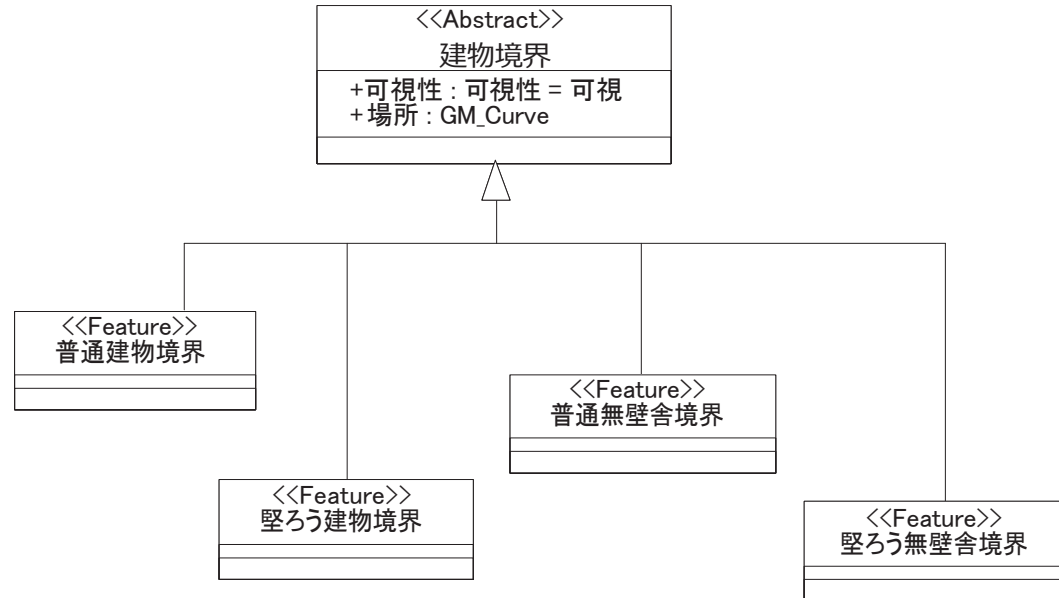 <<Abstract>>
建物境界
+可視性 : 可視性 = 可視
+場所 : GM_Curve
<<Feature>>
普通建物境界
<<Feature>>
普通無壁舎境界
<<Feature>>
堅ろう建物境界
<<Feature>>
堅ろう無壁舎境界